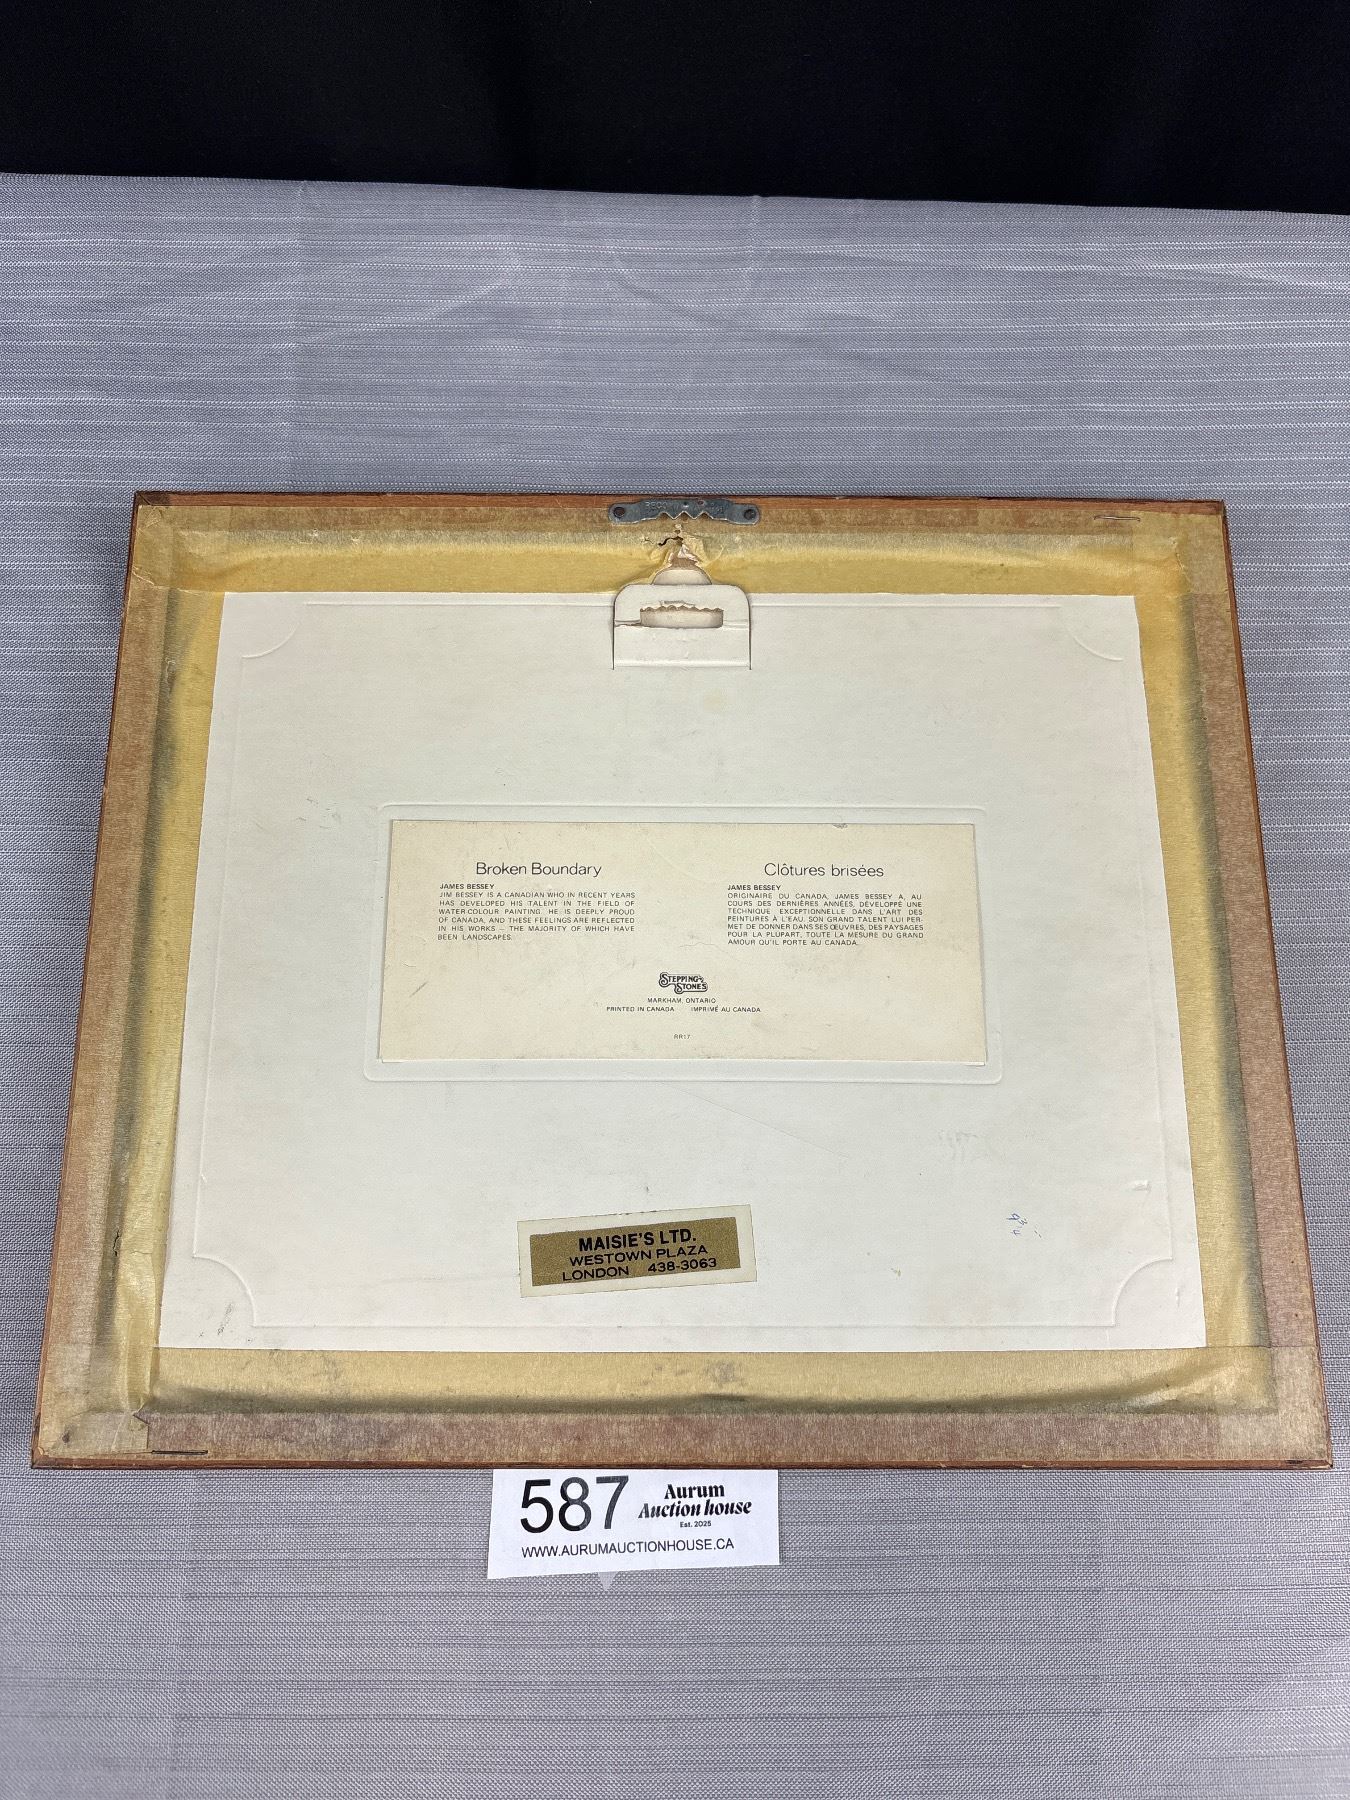 Broken Boundary
JAMES BESSEY
JIM BESSEY IS A CANADIAN WHO IN RECENT YEARS
HAS DEVELOPED HIS TALENT IN THE FIELD OF
WATER COLOUR PAINTING. HE IS DEEPLY PROUD
OF CANADA, AND THESE FEELINGS ARE REFLECTED
IN HIS WORKS – THE MAJORITY OF WHICH HAVE
BEEN LANDSCAPES.
Clôtures brisées
JAMES BESSEY
ORIGINAIRE DU CANADA, JAMES BESSEY A, AU
COURS DES DERNIÈRES ANNÉES, DÉVELOPPÉ UNE
TECHNIQUE EXCEPTIONNELLE DANS L'ART DES
PEINTURES À L'EAU. SON GRAND TALENT LUI PER-
MET DE DONNER DANS SES ŒUVRES, DES PAYSAGES
POUR LA PLUPART, TOUTE LA MESURE DU GRAND
AMOUR QU'IL PORTE AU CANADA.
STEPPING
STONES
MARKHAM, ONTARIO
PRINTED IN CANADA IMPRIMÉ AU CANADA
RR17
MAISIE'S LTD.
WESTOWN PLAZA
LONDON 438-3063
587 Aurum
Auction house
Est. 2025
WWW.AURUMAUCTIONHOUSE.CA